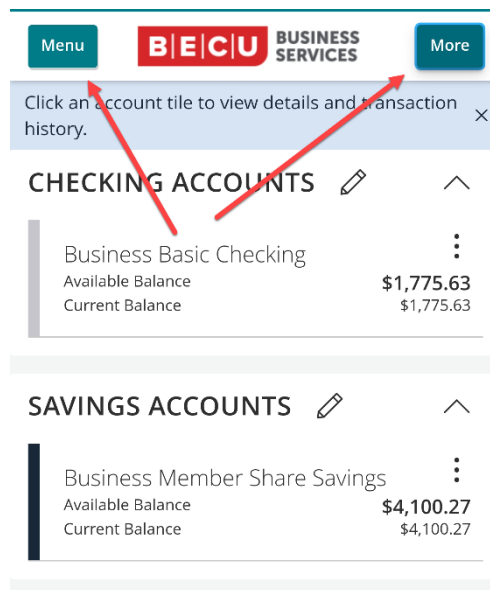 Menu
BECU
BUSINESS
SERVICES
More
Click an account tile to view details and transaction
history.
CHECKING ACCOUNTS
Business Basic Checking
Available Balance $1,775.63
Current Balance $1,775.63
SAVINGS ACCOUNTS
Business Member Share Savings
Available Balance $4,100.27
Current Balance $4,100.27